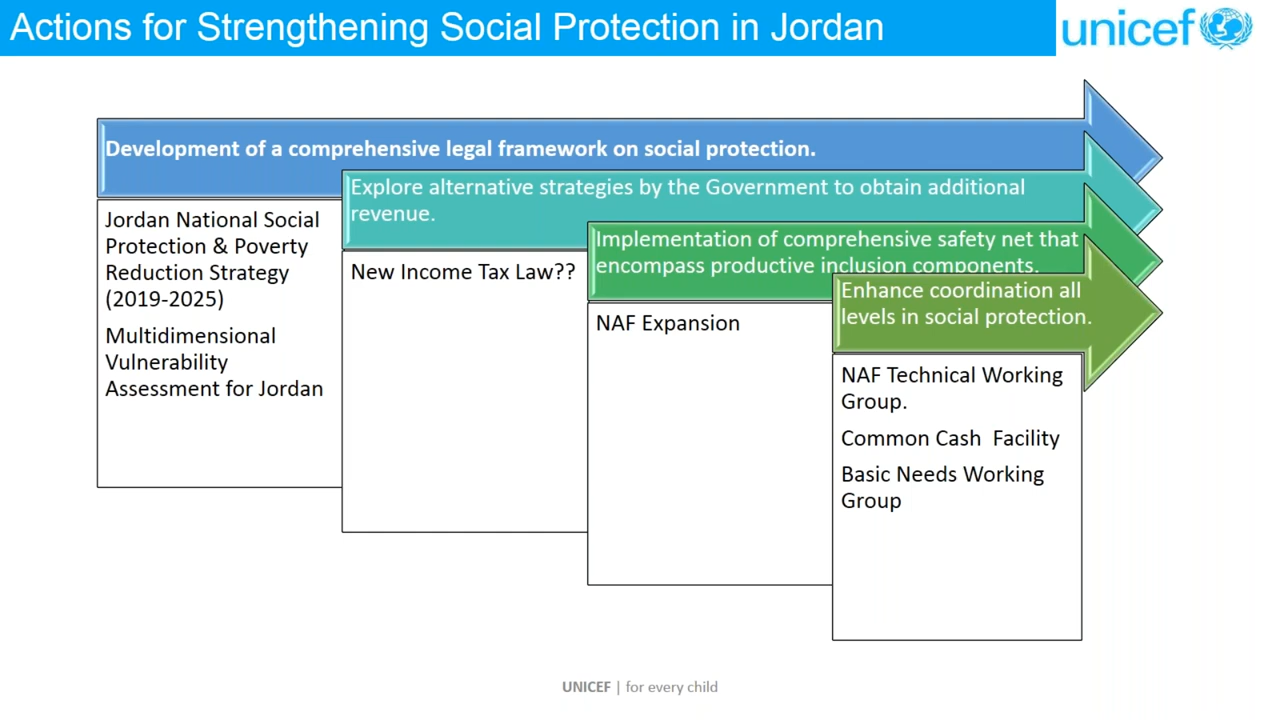 Actions for Strengthening Social Protection in Jordan
unicef
Development of a comprehensive legal framework on social protection.
Jordan National Social
Protection & Poverty
Reduction Strategy
(2019-2025)
Multidimensional
Vulnerability
Assessment for Jordan
Explore alternative strategies by the Government to obtain additional
revenue.
New Income Tax Law??
Implementation of comprehensive safety net that
encompass productive inclusion components.
NAF Expansion
Enhance coordination all
levels in social protection.
NAF Technical Working
Group.
Common Cash  Facility
Basic Needs Working
Group
UNICEF | for every child